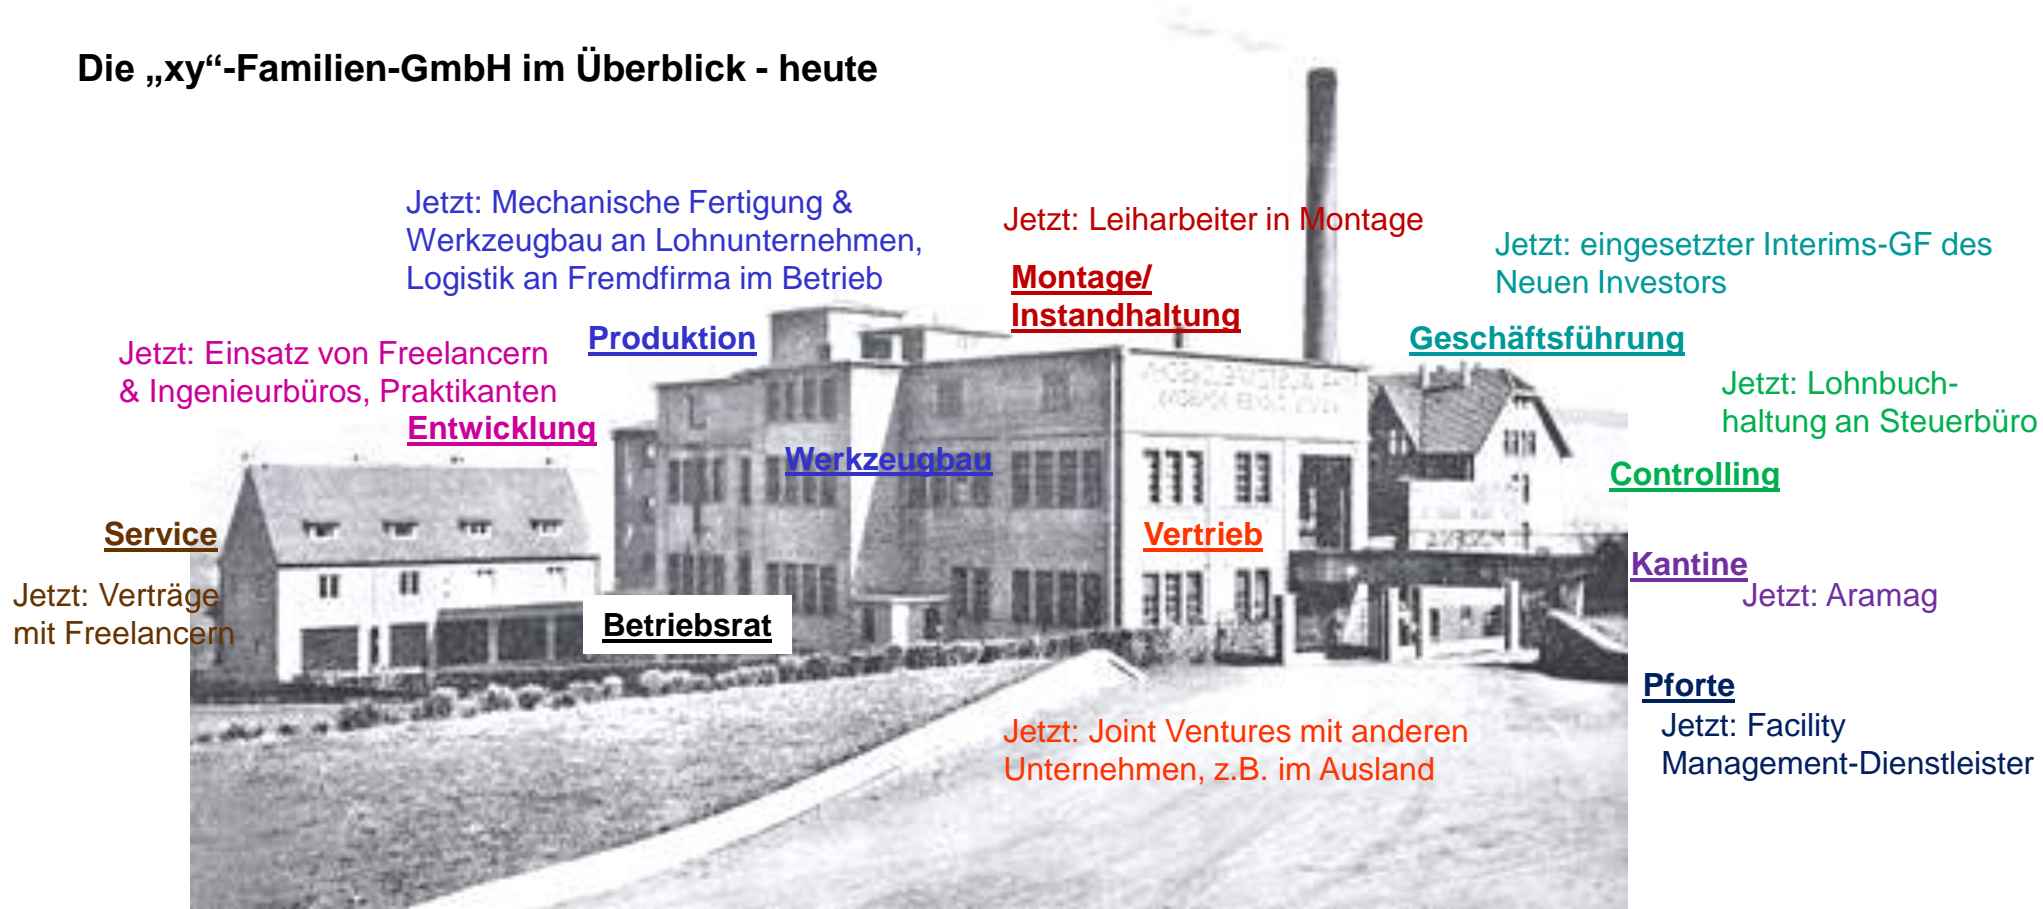 Die „xy“-Familien-GmbH im Überblick - heute
Jetzt: Mechanische Fertigung &
Werkzeugbau an Lohnunternehmen,
Logistik an Fremdfirma im Betrieb
Produktion
Werkzeugbau
Jetzt: Leiharbeiter in Montage
Montage/
Instandhaltung
Jetzt: eingesetzter Interims-GF des
Neuen Investors
Geschäftsführung
Jetzt: Einsatz von Freelancern
& Ingenieurbüros, Praktikanten
Entwicklung
Jetzt: Lohnbuch-
haltung an Steuerbüro
Controlling
Service
Jetzt: Verträge
mit Freelancern
Vertrieb
Kantine
Jetzt: Aramag
Betriebsrat
Pforte
Jetzt: Facility
Management-Dienstleister
Jetzt: Joint Ventures mit anderen
Unternehmen, z.B. im Ausland